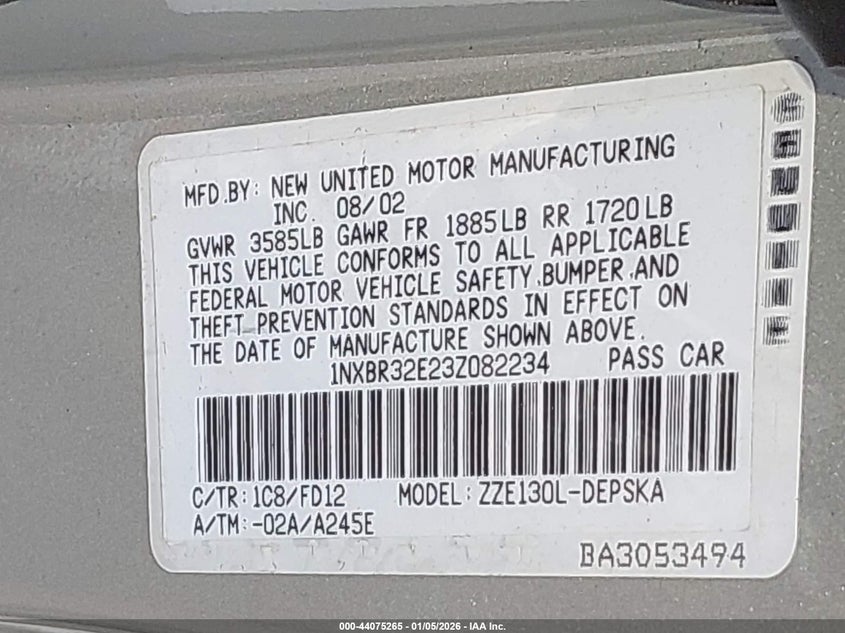 MFD.BY: NEW UNITED MOTOR MANUFACTURING
INC. 08/02
GVWR 3585LB GAWR FR 1885LB RR 1720LB
THIS VEHICLE CONFORMS TO ALL APPLICABLE
FEDERAL MOTOR VEHICLE SAFETY,BUMPER,AND
THEFT PREVENTION STANDARDS IN EFFECT ON
THE DATE OF MANUFACTURE SHOWN ABOVE.
1NXBR32E23Z082234 PASS CAR
C/TR:1C8/FD12 MODEL:ZZE130L-DEPSKA
A/TM:-02A/A245E
BA3053494
000-44075265 - 01/05/2026 - IAA Inc.